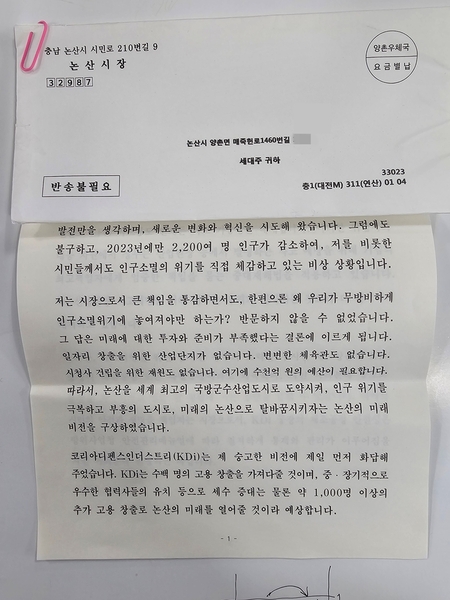 충남 논산시 시민로 210번길 9
논 산 시 장
3 2 9 8 7
양촌우체국
요금별납
논산시 양촌면 매죽헌로1460번길
세대주 귀하
33023
충1(대전M) 311(연산) 01 04
반송불필요
발전만을 생각하며, 새로운 변화와 혁신을 시도해 왔습니다. 그럼에도
불구하고, 2023년에만 2,200여 명 인구가 감소하여, 저를 비롯한
시민들께서도 인구소멸의 위기를 직접 체감하고 있는 비상 상황입니다.
저는 시장으로서 큰 책임을 통감하면서도, 한편으론 왜 우리가 무방비하게
인구소멸위기에 놓여져야만 하는가? 반문하지 않을 수 없었습니다.
그 답은 미래에 대한 투자와 준비가 부족했다는 결론에 이르게 됩니다.
일자리 창출을 위한 산업단지가 없습니다. 변변한 체육관도 없습니다.
시청사 건립을 위한 재원도 없습니다. 여기에 수천억 원의 예산이 필요합니다.
따라서, 논산을 세계 최고의 국방군수산업도시로 도약시켜, 인구 위기를
극복하고 부흥의 도시로, 미래의 논산으로 탈바꿈시키자는 논산의 미래
비전을 구상하였습니다.
코리아디펜스인더스트리(KDi)는 제 숭고한 비전에 제일 먼저 화답해
주었습니다. KDi는 수백 명의 고용 창출을 가져다줄 것이며, 중 · 장기적으로
우수한 협력사들의 유치 등으로 세수 증대는 물론 약 1,000명 이상의
추가 고용 창출로 논산의 미래를 열어줄 것이라 예상합니다.
- 1 -